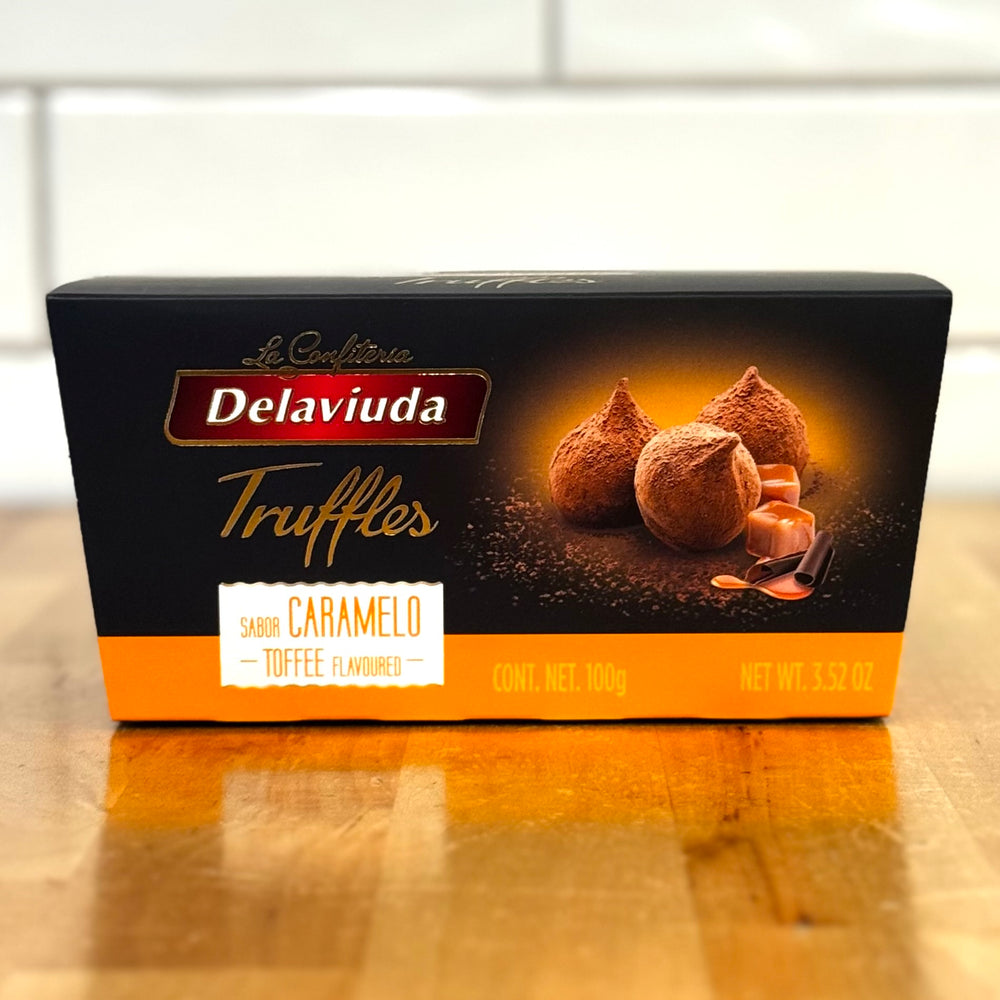 Truffles
La Confitería
Delaviuda
Truffles
SABOR CARAMELO
— TOFFEE FLAVOURED —
CONT. NET. 100g
NET WT. 3.52 OZ